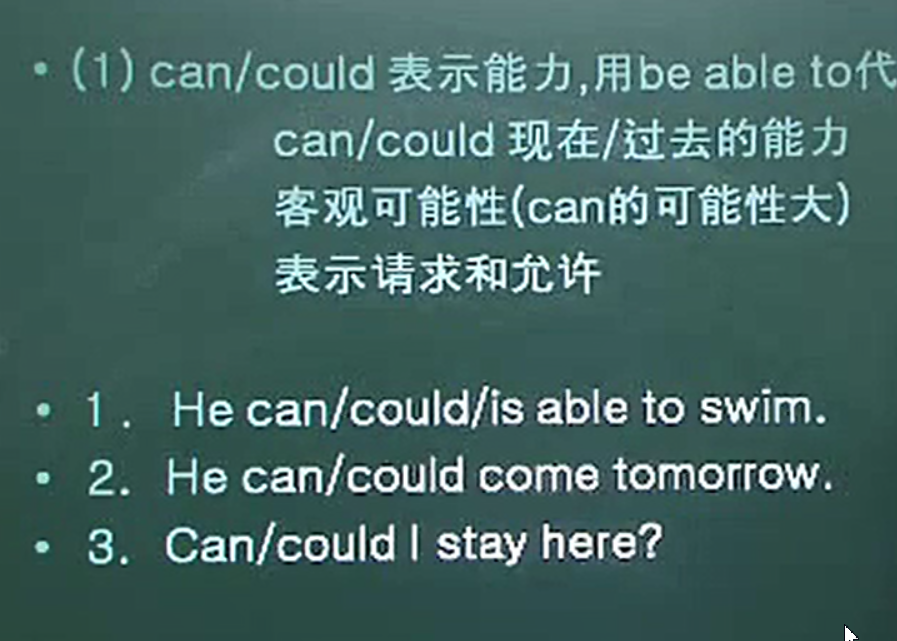 • (1) can/could 表示能力,用be able to代
can/could 现在/过去的能力
客观可能性(can的可能性大)
表示请求和允许
• 1. He can/could/is able to swim.
• 2. He can/could come tomorrow.
• 3. Can/could I stay here?